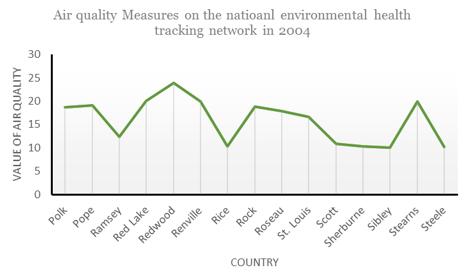 Air quality Measures on the natioanl environmental health
tracking network in 2004
VALUE OF AIR QUALITY
30
25
20
15
10
5
0
Polk
Pope
Ramsey
Red Lake
Redwood
Renville
Rice
Rock
Roseau
St. Louis
Scott
Sherburne
Sibley
Stearns
Steele
COUNTRY